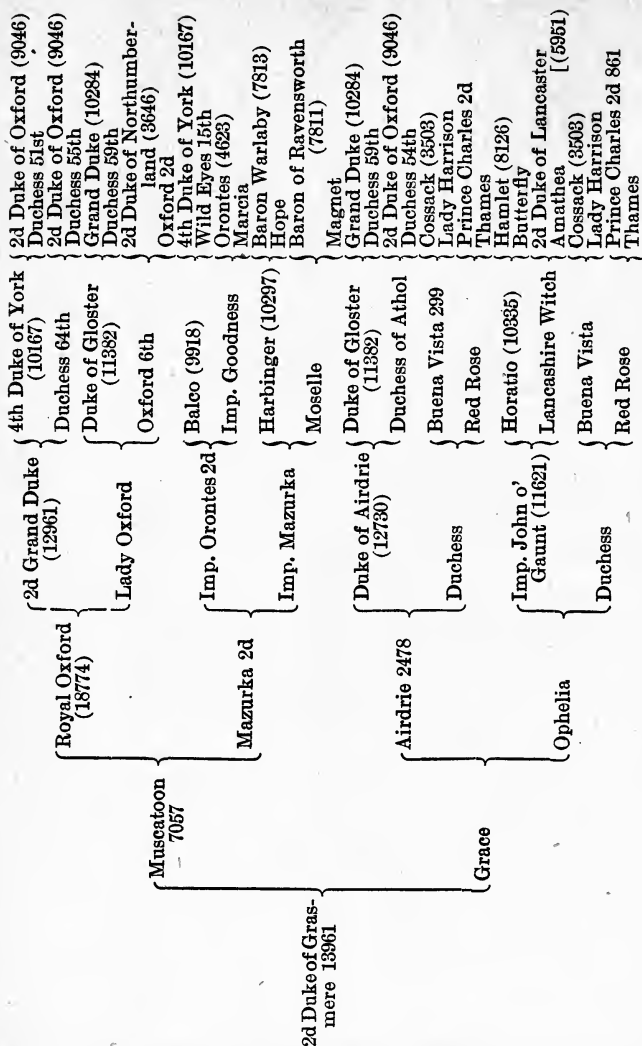 2d Duke of Gras-
mere 13961
Muscatoon
7057
Grace
Royal Oxford
(18774)
Mazurka 2d
Airdrie 2478
Ophelia
2d Grand Duke
(12961)
Lady Oxford
Imp. Orontes 2d
Imp. Mazurka
Duke of Airdrie
(12730)
Duchess
Imp. John o'
Gaunt (11621)
Duchess
4th Duke of York
(10167)
Duchess 64th
Duke of Gloster
(11382)
Oxford 6th
Balco (9918)
Imp. Goodness
Harbinger (10297)
Moselle
Duke of Gloster
(11382)
Duchess of Athol
Buena Vista 299
Red Rose
Horatio (10335)
Lancashire Witch
Buena Vista
Red Rose
2d Duke of Oxford (9046)
Duchess 51st
2d Duke of Oxford (9046)
Duchess 55th
Grand Duke (10284)
Duchess 59th
2d Duke of Northumber-
land (3646)
Oxford 2d
4th Duke of York (10167)
Wild Eyes 15th
Orontes (4623)
Marcia
Baron Warlaby (7813)
Hope
Baron of Ravensworth
(7811)
Magnet
Grand Duke (10284)
Duchess 59th
2d Duke of Oxford (9046)
Duchess 54th
Cossack (3503)
Lady Harrison
Prince Charles 2d
Thames
Hamlet (8126)
Butterfly
2d Duke of Lancaster
Amathea [(5951)
Cossack (3503)
Lady Harrison
Prince Charles 2d 861
Thames